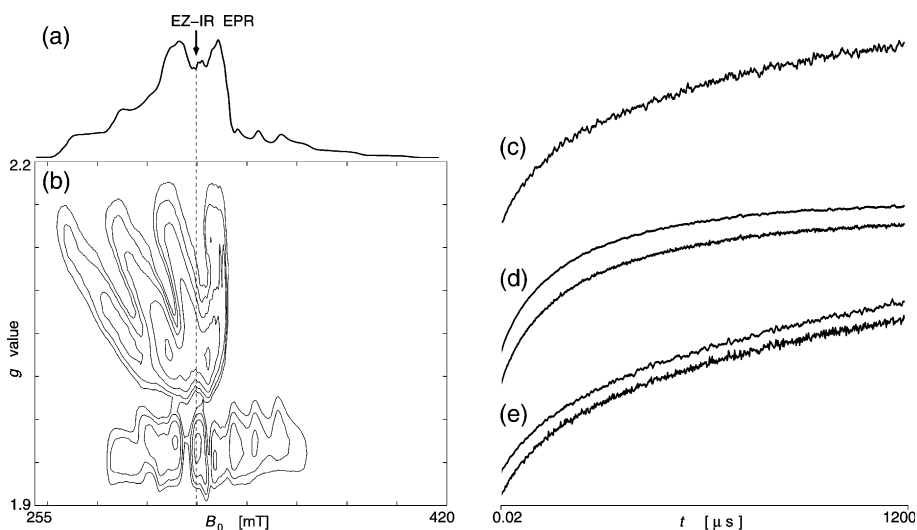 EZ–IR EPR
(a)
2.2
(b)
g value
1.9
255
B₀ [mT]
420
(c)
(d)
(e)
0.02
t [μs]
1200